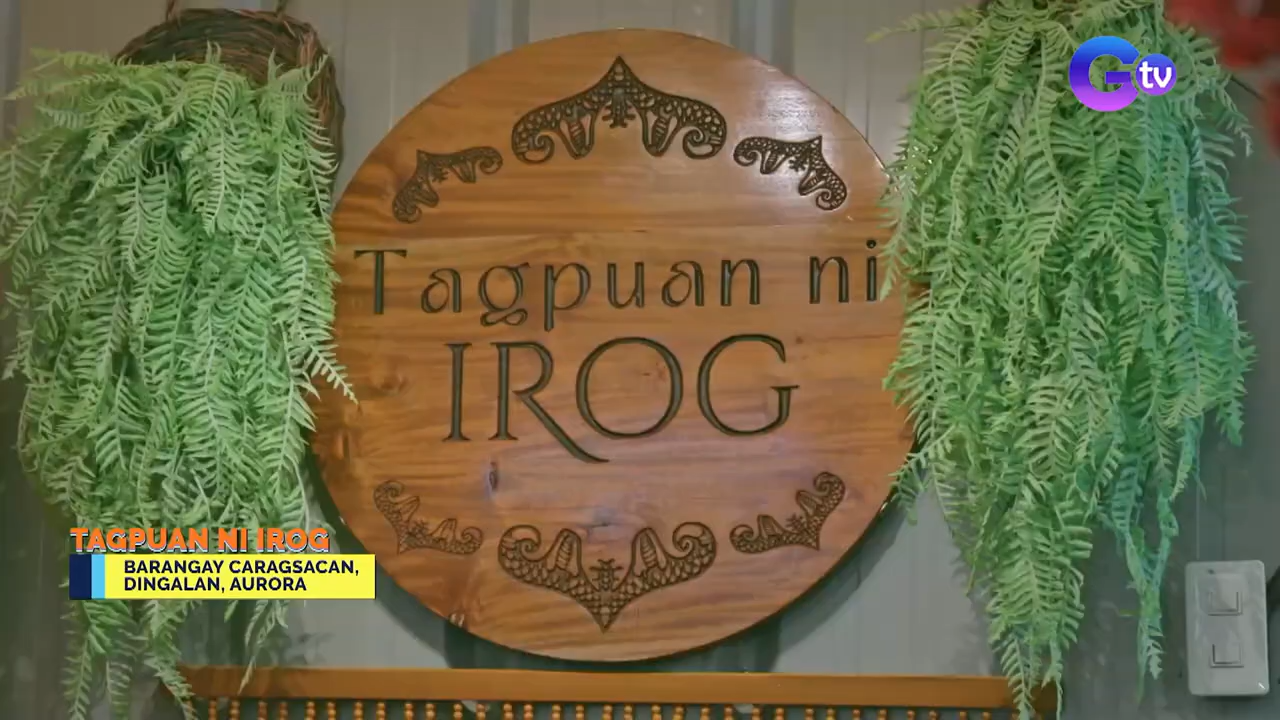 Gtv
Tagpuan ni
IROG
TAGPUAN NI IROG
BARANGAY CARAGSACAN,
DINGALAN, AURORA